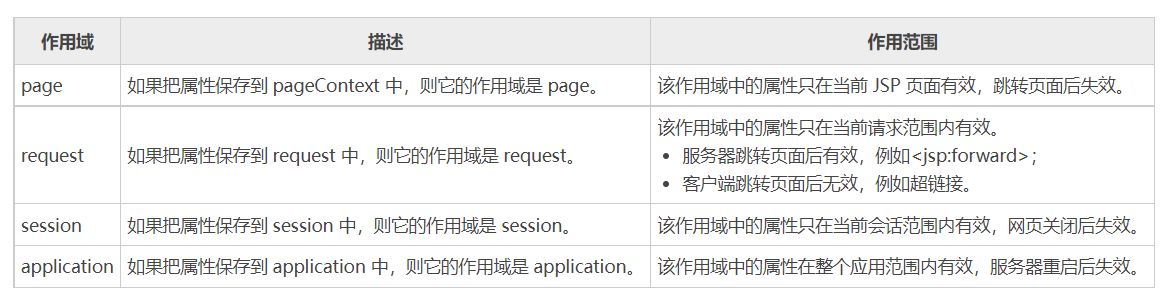 作用域 描述 作用范围
page 如果把属性保存到 pageContext 中，则它的作用域是 page。 该作用域中的属性只在当前 JSP 页面有效，跳转页面后失效。
request 如果把属性保存到 request 中，则它的作用域是 request。 该作用域中的属性只在当前请求范围内有效。
• 服务器跳转页面后有效，例如<jsp:forward>；
• 客户端跳转页面后无效，例如超链接。
session 如果把属性保存到 session 中，则它的作用域是 session。 该作用域中的属性只在当前会话范围内有效，网页关闭后失效。
application 如果把属性保存到 application 中，则它的作用域是 application。 该作用域中的属性在整个应用范围内有效，服务器重启后失效。